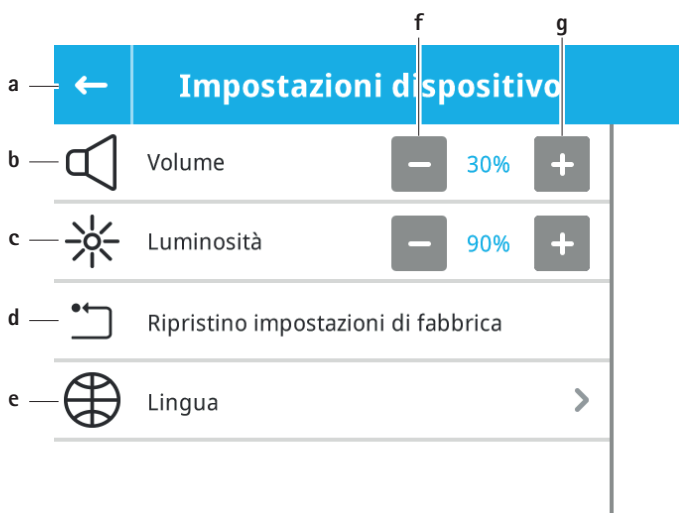 f g
a Impostazioni dispositivo
b Volume 30%
c Luminosità 90%
d Ripristino impostazioni di fabbrica
e Lingua